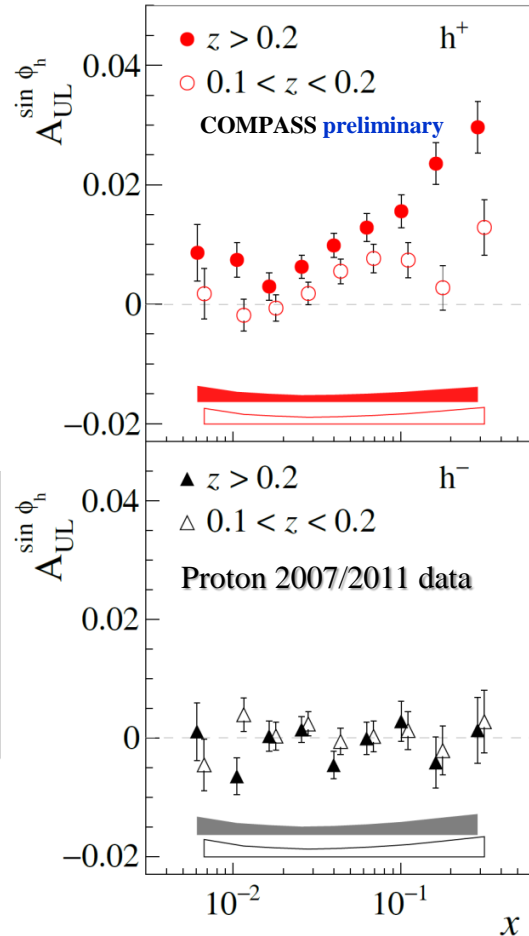 A_UL^{sin ϕ_h}
0.04
0.02
0
−0.02
● z > 0.2
○ 0.1 < z < 0.2
h⁺
COMPASS preliminary
A_UL^{sin ϕ_h}
0.04
0.02
0
−0.02
▲ z > 0.2
△ 0.1 < z < 0.2
h⁻
Proton 2007/2011 data
10⁻²
10⁻¹
x